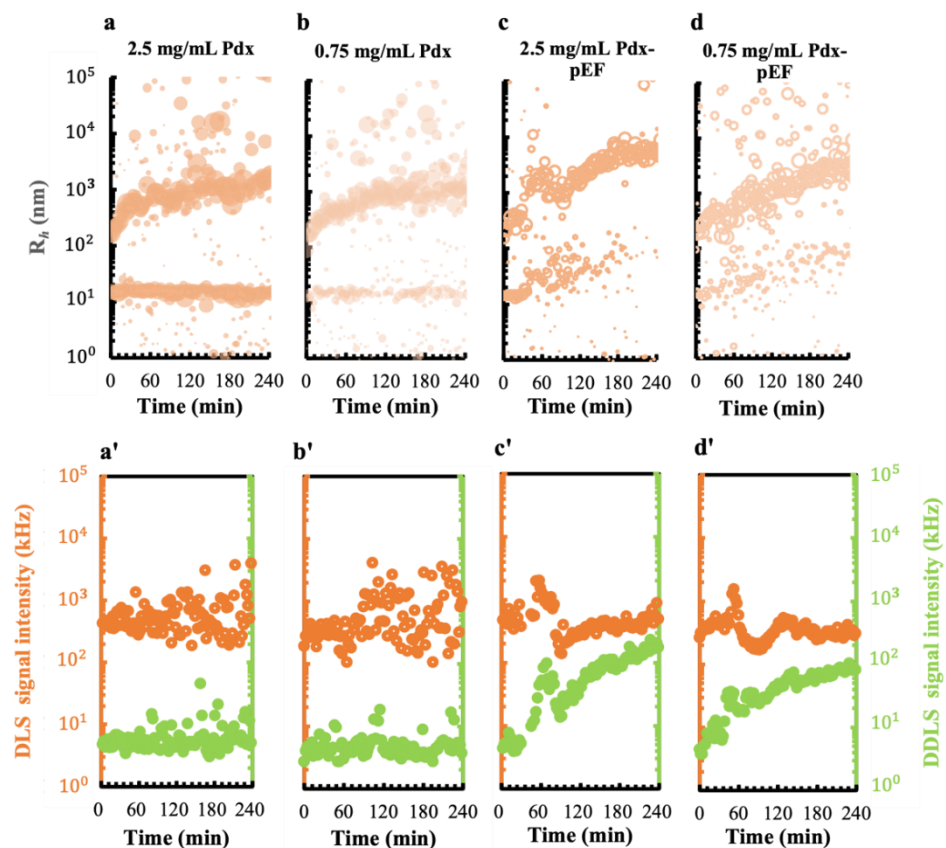 a
2.5 mg/mL Pdx
b
0.75 mg/mL Pdx
c
2.5 mg/mL Pdx-
pEF
d
0.75 mg/mL Pdx-
pEF
R_h (nm)
10⁵
10⁴
10³
10²
10¹
10⁰
0 60 120 180 240
Time (min)
0 60 120 180 240
Time (min)
0 60 120 180 240
Time (min)
0 60 120 180 240
Time (min)
a'
b'
c'
d'
DLS signal intensity (kHz)
10⁵
10⁴
10³
10²
10¹
10⁰
0 60 120 180 240
Time (min)
0 60 120 180 240
Time (min)
0 60 120 180 240
Time (min)
0 60 120 180 240
Time (min)
10⁵
10⁴
10³
10²
10¹
10⁰
DDLS signal intensity (kHz)